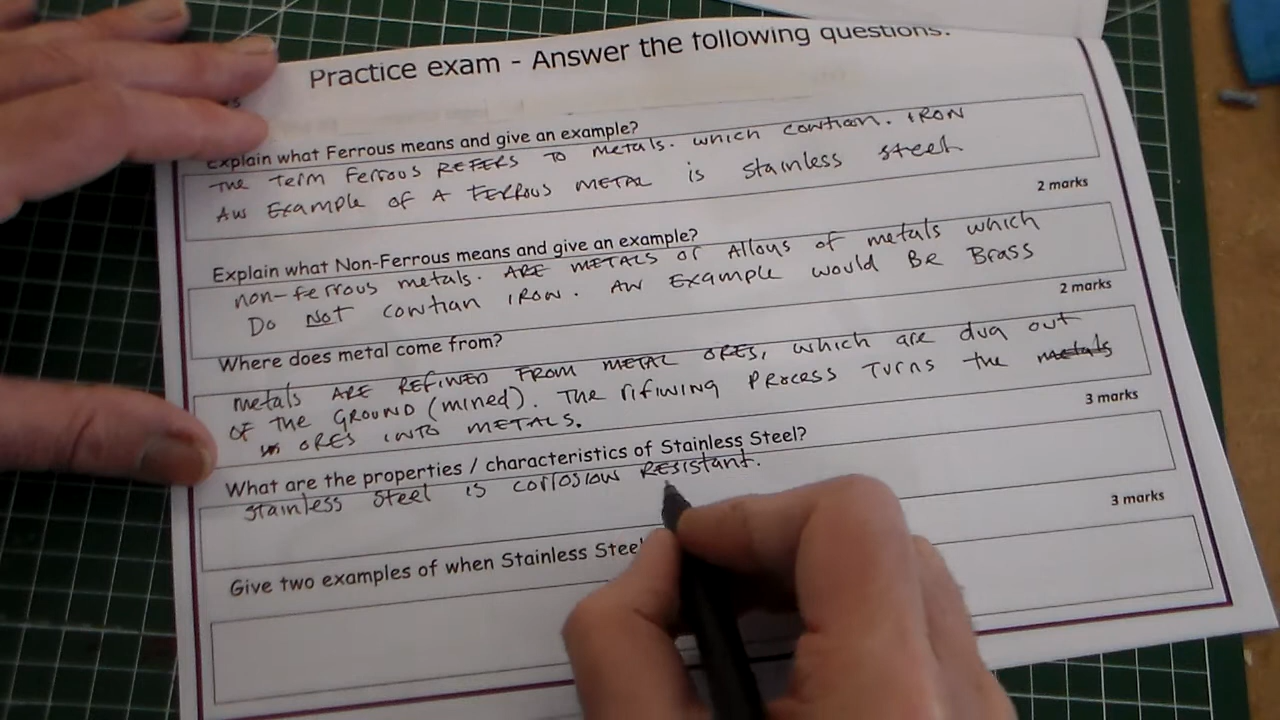 Practice exam - Answer the following questions.
Explain what Ferrous means and give an example?
THE TERM FERROUS REFERS TO METALS. WHICH CONTIAN. IRON
AN EXAMPLE OF A FERROUS METAL is STAINLESS STEEL
2 marks
Explain what Non-Ferrous means and give an example?
NON-FERROUS METALS. ARE METALS OR ALLOYS OF METALS WHICH
DO NOT CONTIAN IRON. AN EXAMPLE WOULD BE BRASS
2 marks
Where does metal come from?
METALS ARE REFINED FROM METAL ORES, WHICH ARE DUG OUT
OF THE GROUND (MINED). THE RIFINING PROCESS TURNS THE METALS
ORES INTO METALS.
3 marks
What are the properties / characteristics of Stainless Steel?
STAINLESS STEEL IS CORROSION RESISTANT.
3 marks
Give two examples of when Stainless Steel